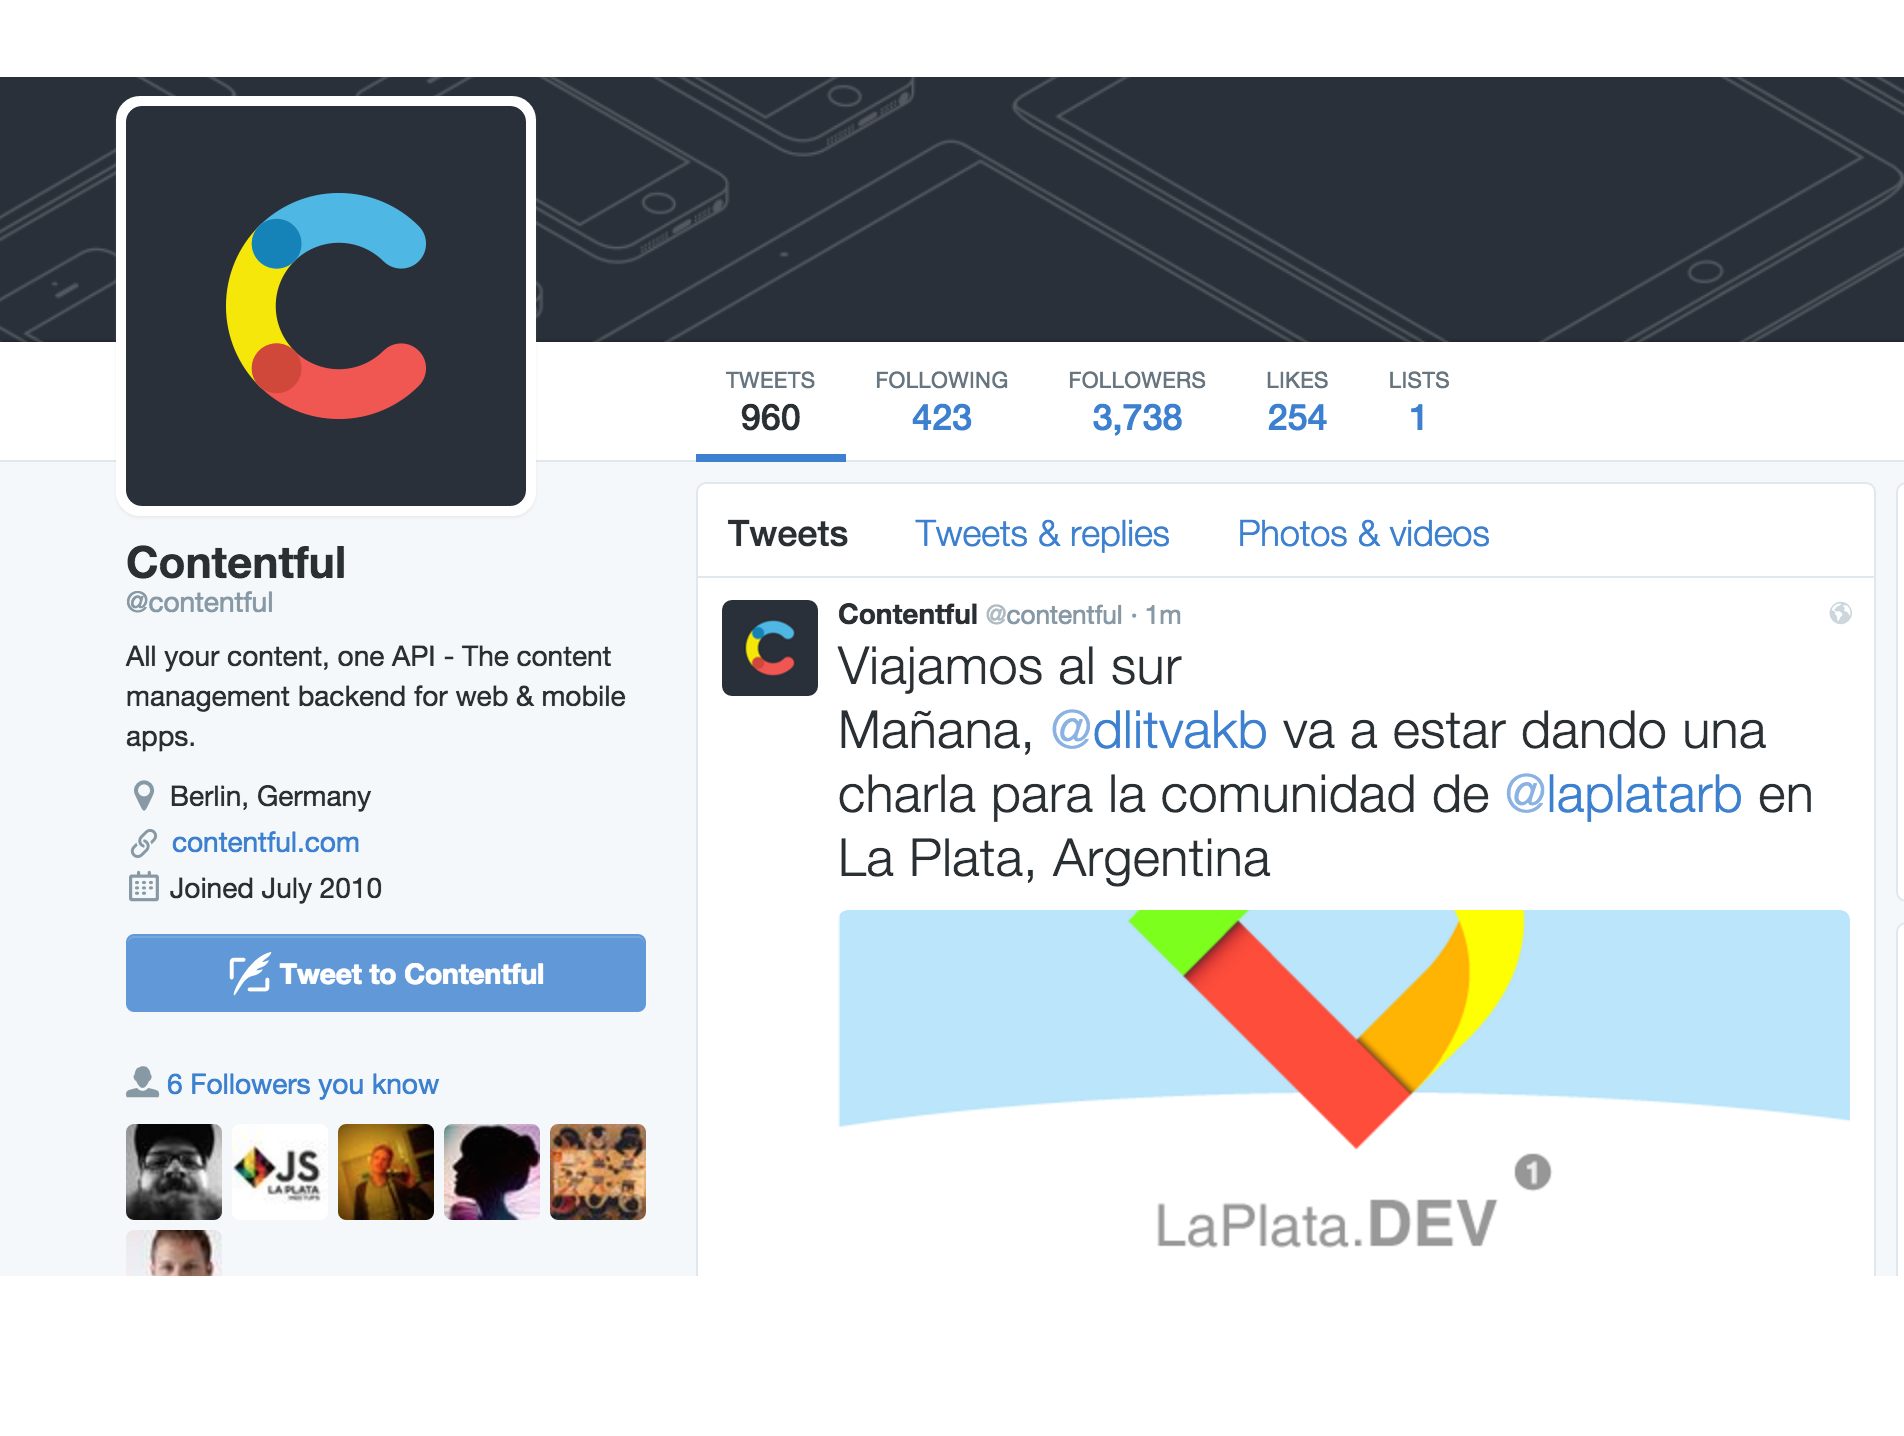 TWEETS FOLLOWING FOLLOWERS LIKES LISTS
960 423 3,738 254 1
Contentful
@contentful
All your content, one API - The content
management backend for web & mobile
apps.
Berlin, Germany
contentful.com
Joined July 2010
Tweet to Contentful
6 Followers you know
JS
LA PLATA
MEETUPS
Tweets Tweets & replies Photos & videos
Contentful @contentful · 1m
Viajamos al sur
Mañana, @dlitvakb va a estar dando una
charla para la comunidad de @laplatarb en
La Plata, Argentina
1
LaPlata.DEV